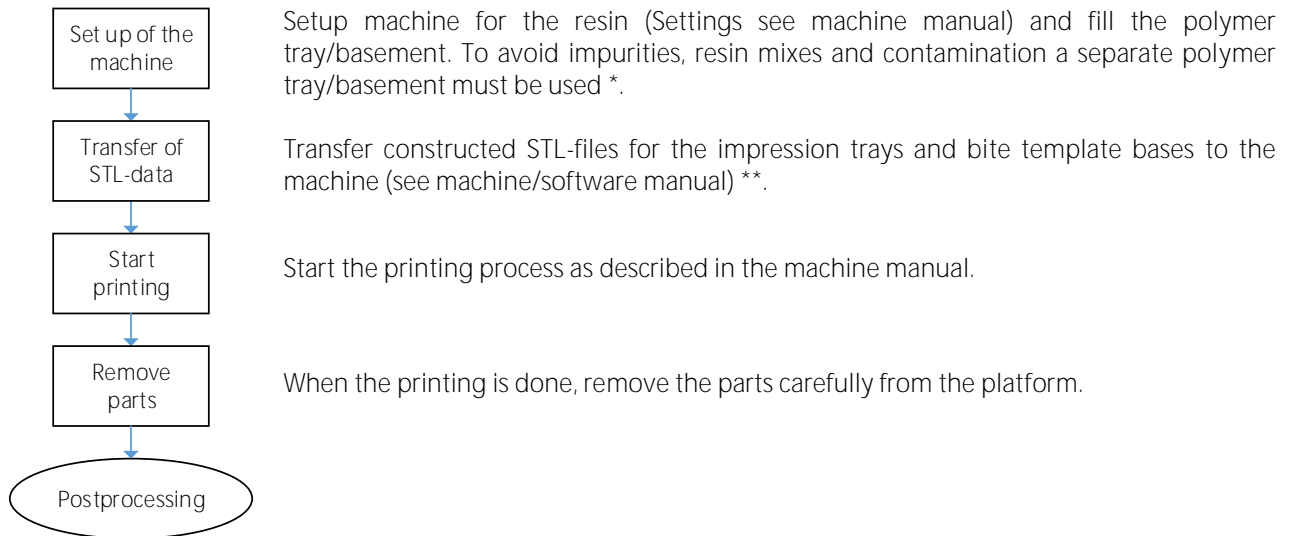 Set up of the
machine
Setup machine for the resin (Settings see machine manual) and fill the polymer
tray/basement. To avoid impurities, resin mixes and contamination a separate polymer
tray/basement must be used *.
Transfer of
STL-data
Transfer constructed STL-files for the impression trays and bite template bases to the
machine (see machine/software manual) **.
Start
printing
Start the printing process as described in the machine manual.
Remove
parts
When the printing is done, remove the parts carefully from the platform.
Postprocessing